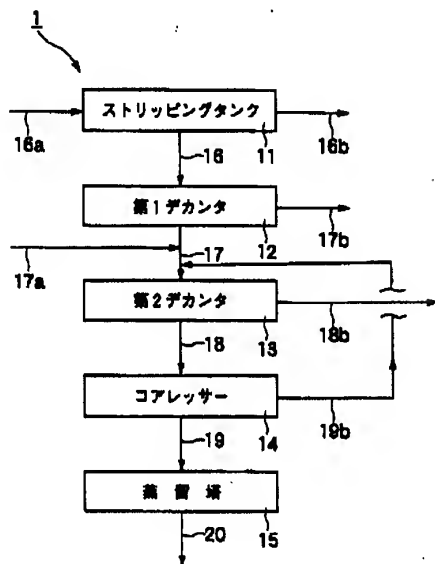 1
ストリッピングタンク
16a
16b
16
11
第1デカンタ
17b
17
12
17a
第2デカンタ
18b
18
13
コアレッサー
19
14
19b
蒸留塔
20
15